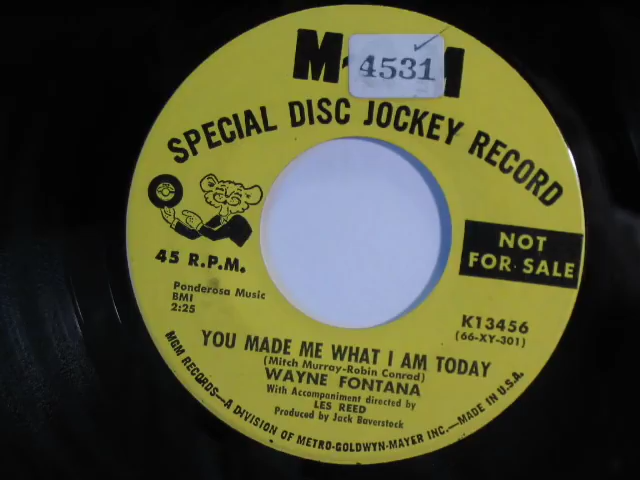 M-M
4531
SPECIAL DISC JOCKEY RECORD
45 R.P.M.
NOT
FOR SALE
Ponderosa Music
BMI
2:25
K13456
(66-XY-301)
YOU MADE ME WHAT I AM TODAY
(Mitch Murray-Robin Conrad)
WAYNE FONTANA
With Accompaniment directed by
LES REED
Produced by Jack Baverstock
MGM RECORDS—A DIVISION OF METRO-GOLDWYN-MAYER INC.—MADE IN U.S.A.